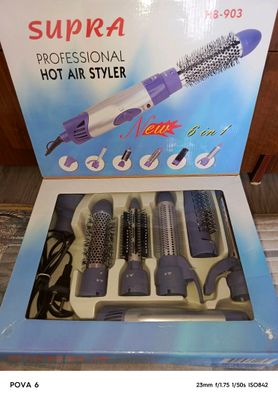 SUPRA
HB-903
PROFESSIONAL
HOT AIR STYLER
New
6 in 1
POVA 6
23mm f/1.75 1/50s ISO842